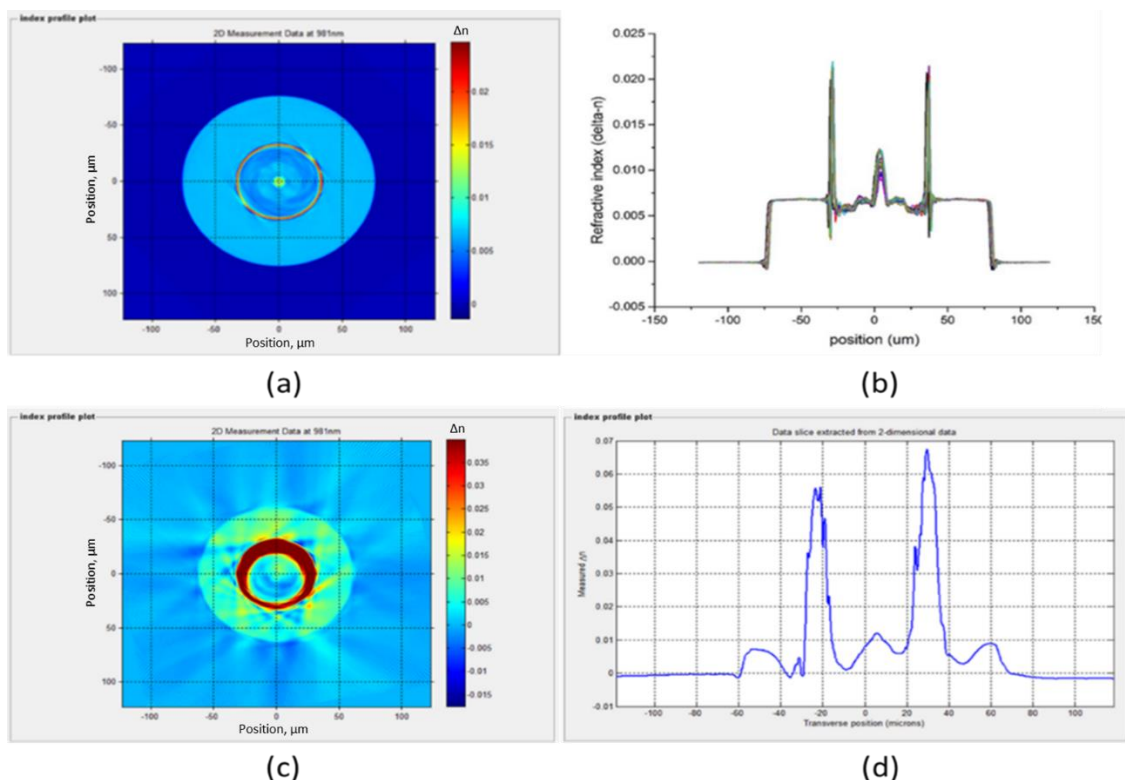 index profile plot
2D Measurement Data at 981nm
Δn
-100
-50
0
50
100
Position, μm
-100 -50 0 50 100
Position, μm
0.02
0.015
0.01
0.005
0
(a)
0.025
0.020
0.015
0.010
0.005
0.000
-0.005
Refractive index (delta-n)
-150 -100 -50 0 50 100 150
position (um)
(b)
index profile plot
2D Measurement Data at 981nm
Δn
-100
-50
0
50
100
Position, μm
-100 -50 0 50 100
Position, μm
0.035
0.03
0.025
0.02
0.015
0.01
0.005
0
-0.005
-0.01
-0.015
(c)
index profile plot
Data slice extracted from 2-dimensional data
0.07
0.06
0.05
0.04
0.03
0.02
0.01
0
-0.01
Measured Δn
-100 -80 -60 -40 -20 0 20 40 60 80 100
Transverse position (microns)
(d)